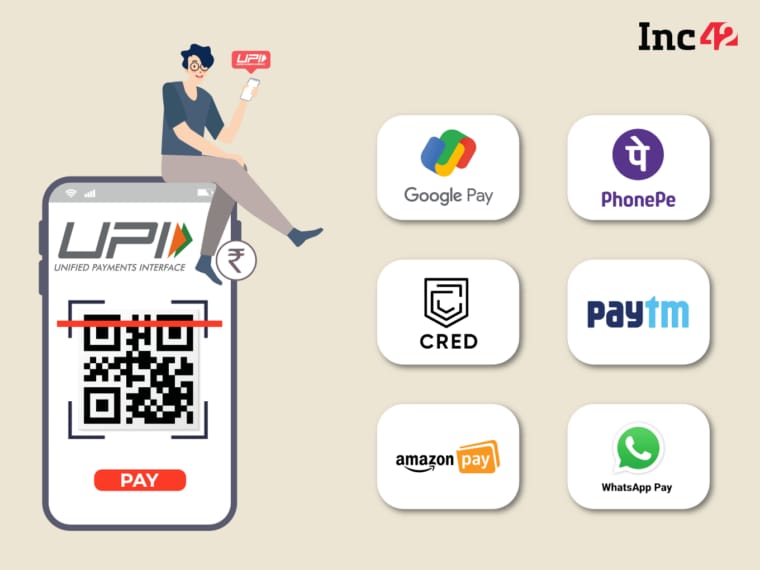 Inc42
UPI
UPI
UNIFIED PAYMENTS INTERFACE
₹
PAY
Google Pay
पे
PhonePe
CRED
paytm
amazon pay
WhatsApp Pay